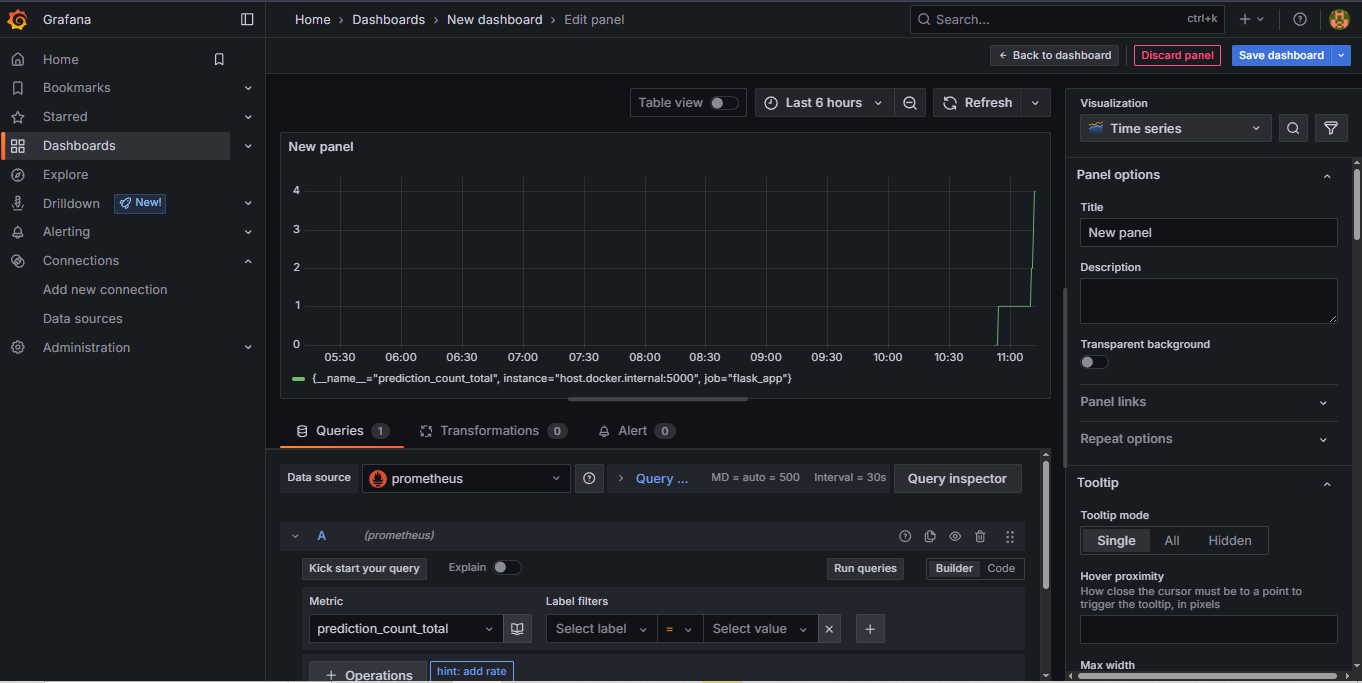 Grafana
Home › Dashboards › New dashboard › Edit panel
Search...
ctrl+k
Home
Bookmarks
Starred
Dashboards
Explore
Drilldown
New!
Alerting
Connections
Add new connection
Data sources
Administration
Back to dashboard
Discard panel
Save dashboard
Table view
Last 6 hours
Refresh
New panel
4
3
2
1
0
05:30 06:00 06:30 07:00 07:30 08:00 08:30 09:00 09:30 10:00 10:30 11:00
{__name__="prediction_count_total", instance="host.docker.internal:5000", job="flask_app"}
Queries 1
Transformations 0
Alert 0
Data source
prometheus
Query ...
MD = auto = 500
Interval = 30s
Query inspector
A
(prometheus)
Kick start your query
Explain
Run queries
Builder
Code
Metric
Label filters
prediction_count_total
Select label
=
Select value
+ Operations
hint: add rate
Visualization
Time series
Panel options
Title
New panel
Description
Transparent background
Panel links
Repeat options
Tooltip
Tooltip mode
Single
All
Hidden
Hover proximity
How close the cursor must be to a point to
trigger the tooltip, in pixels
Max width